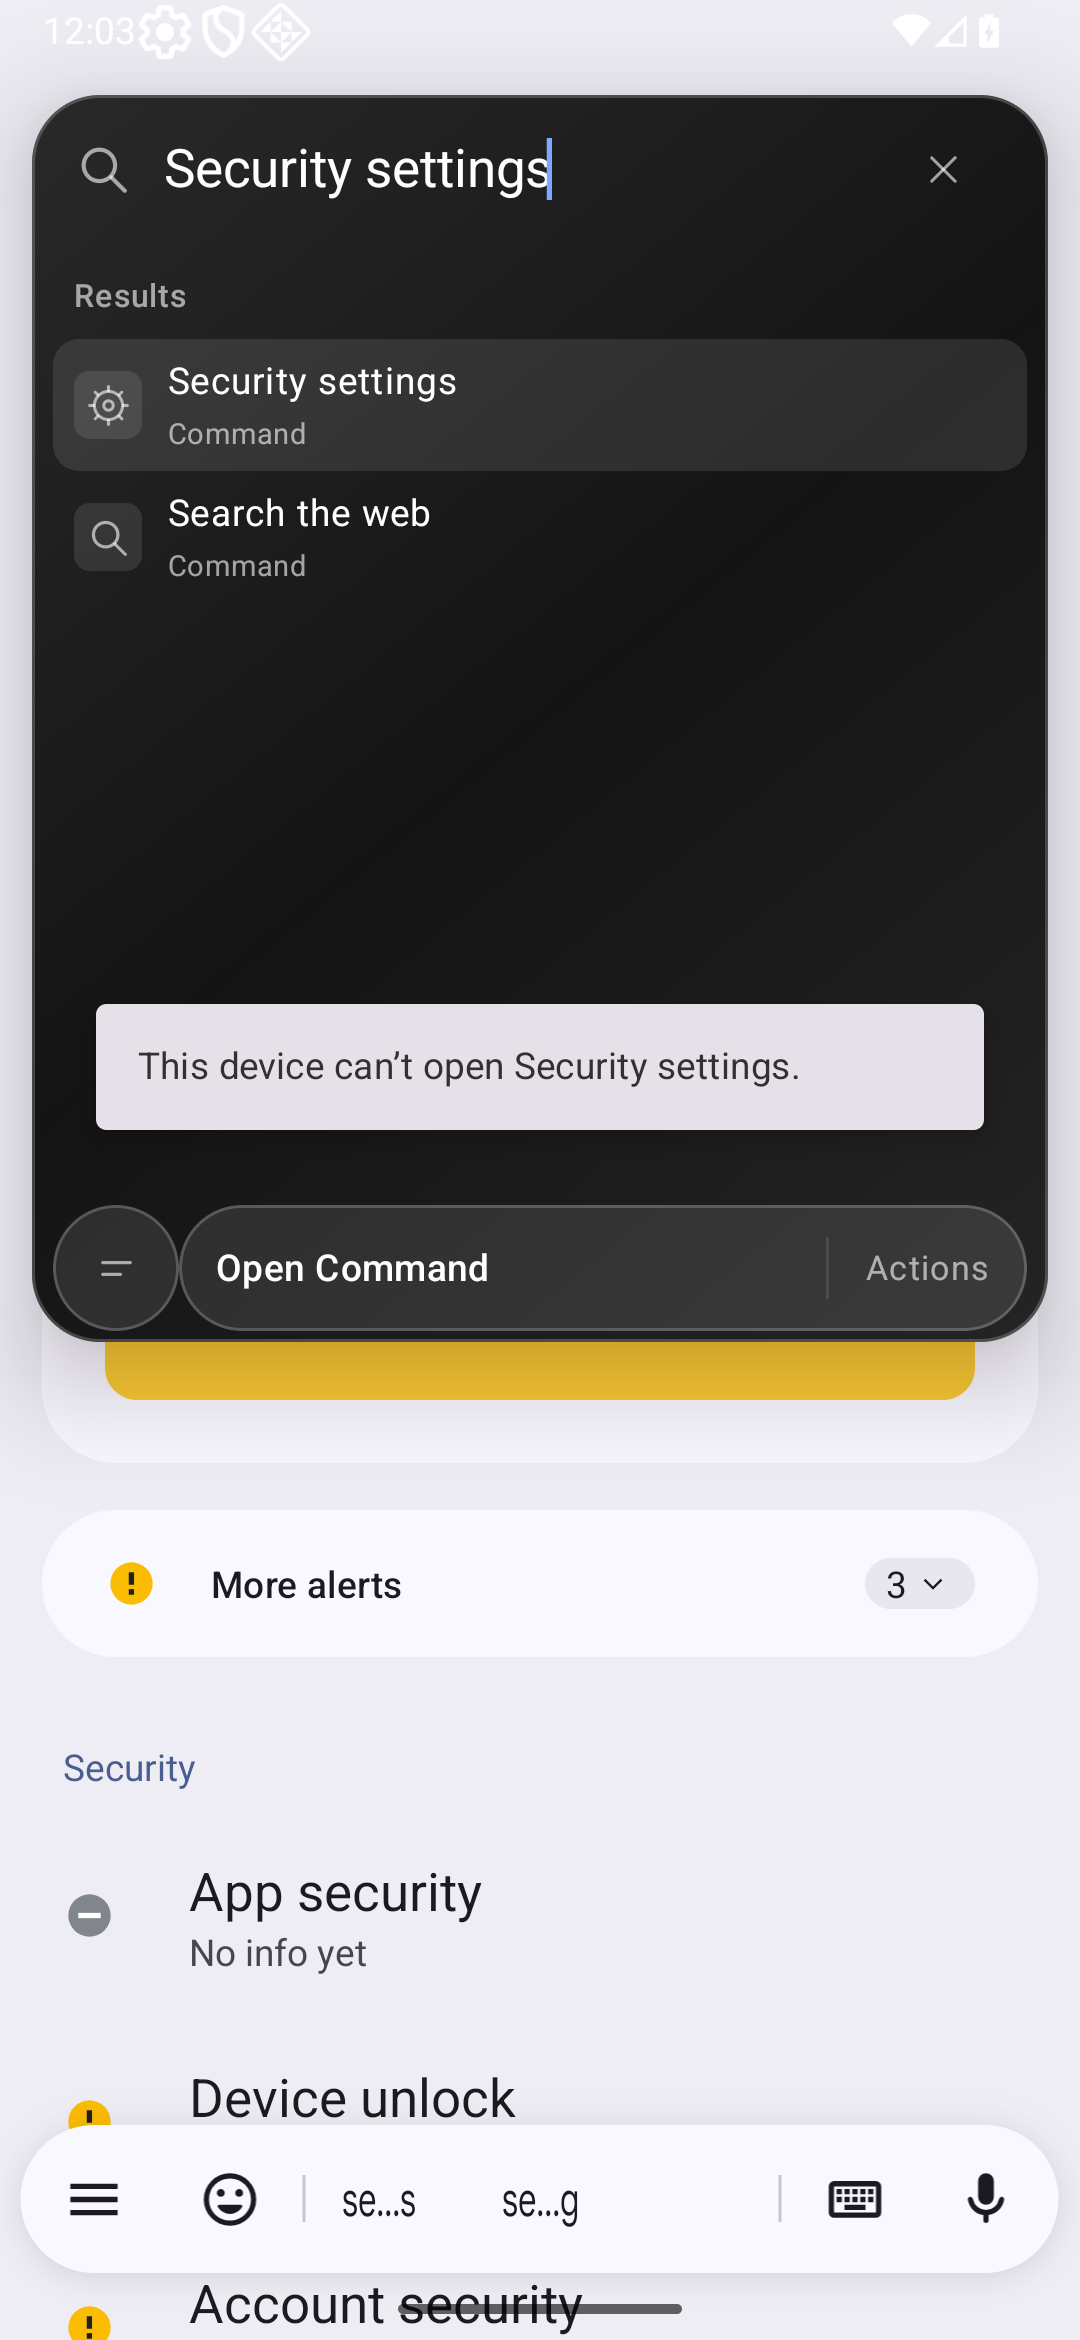 12:03
Security settings
Results
Security settings
Command
Search the web
Command
This device can’t open Security settings.
Open Command
Actions
More alerts
3
Security
App security
No info yet
Device unlock
se...s
se...g
Account security